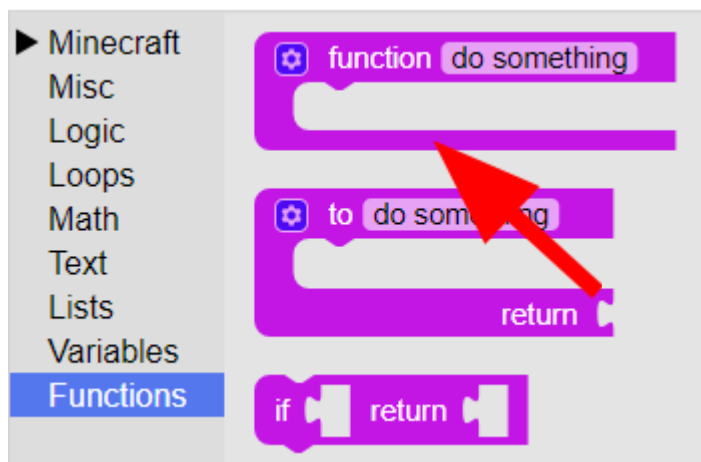 Minecraft
Misc
Logic
Loops
Math
Text
Lists
Variables
Functions
function do something
to do something
return
if return